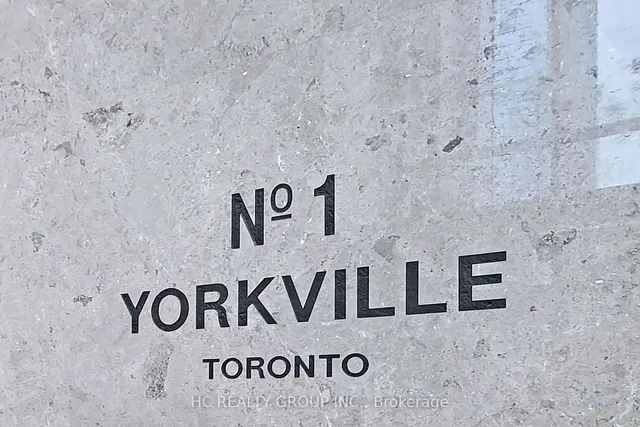 Nº 1
YORKVILLE
TORONTO
HC REALTY GROUP INC., Brokerage